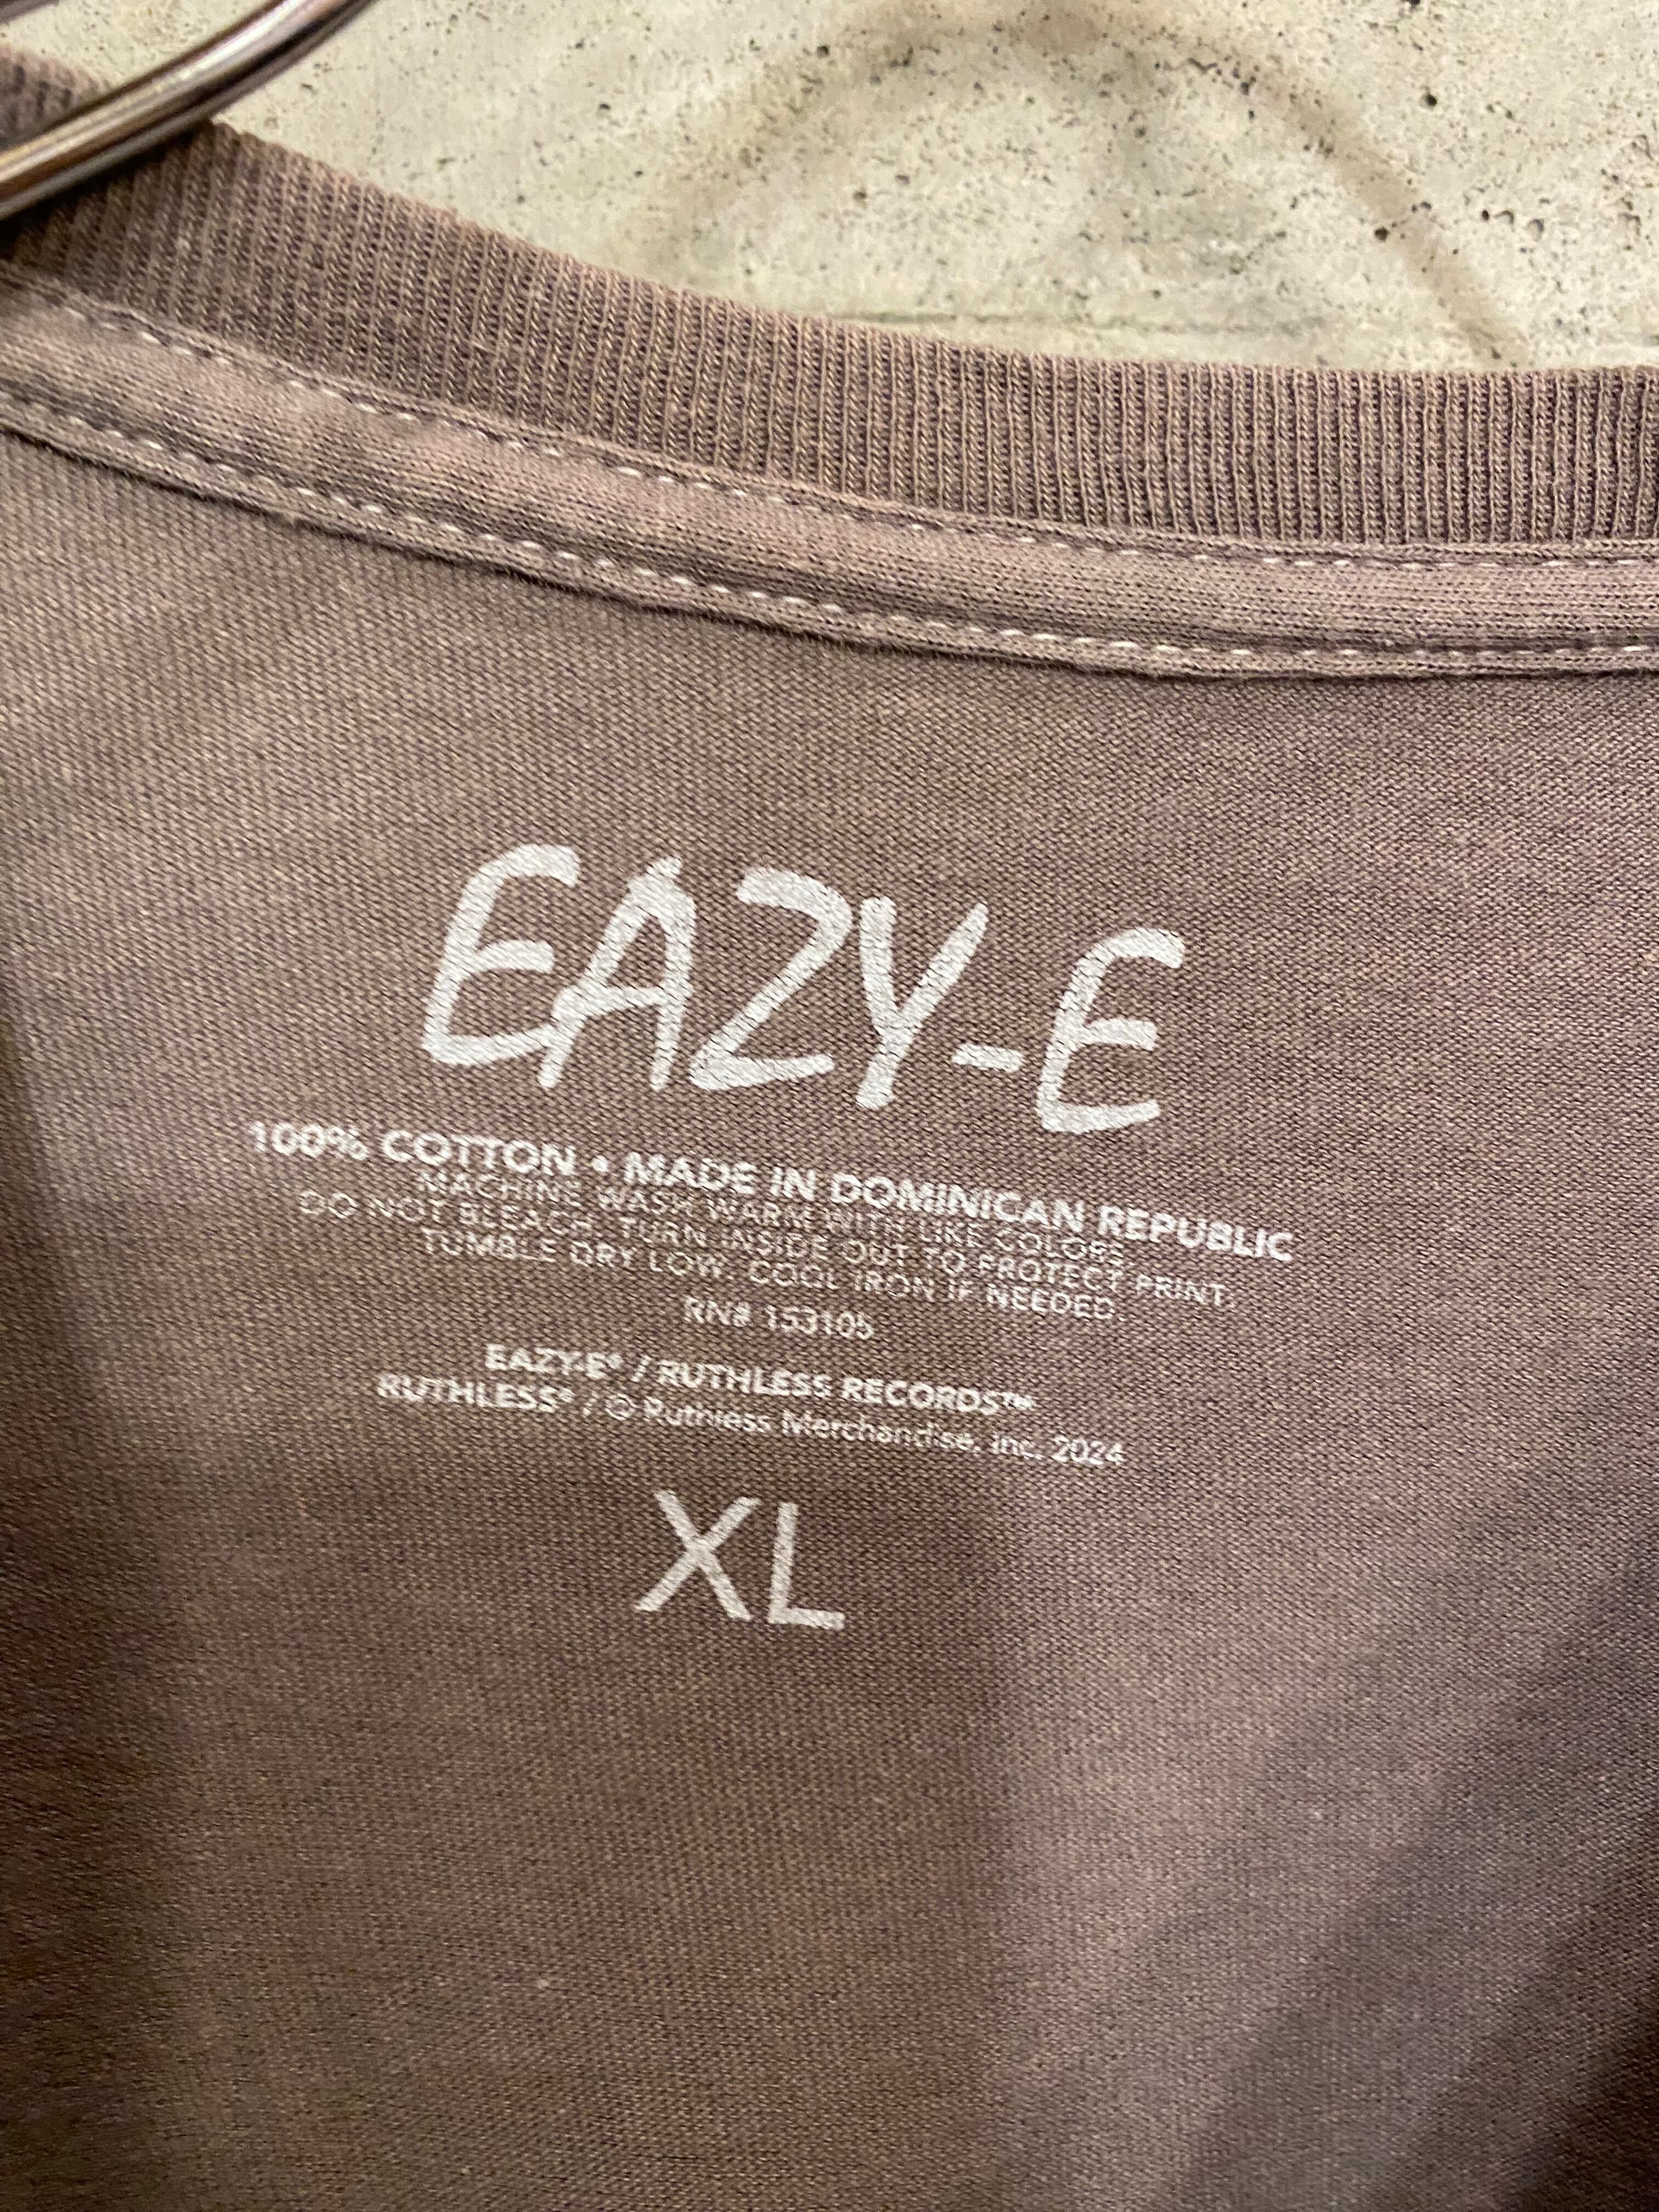 EAZY-E
100% COTTON • MADE IN DOMINICAN REPUBLIC
MACHINE WASH WARM WITH LIKE COLORS.
DO NOT BLEACH. TURN INSIDE OUT TO PROTECT PRINT.
TUMBLE DRY LOW. COOL IRON IF NEEDED.
RN# 153105
EAZY-E® / RUTHLESS RECORDS™
RUTHLESS® / © Ruthless Merchandise, Inc. 2024
XL